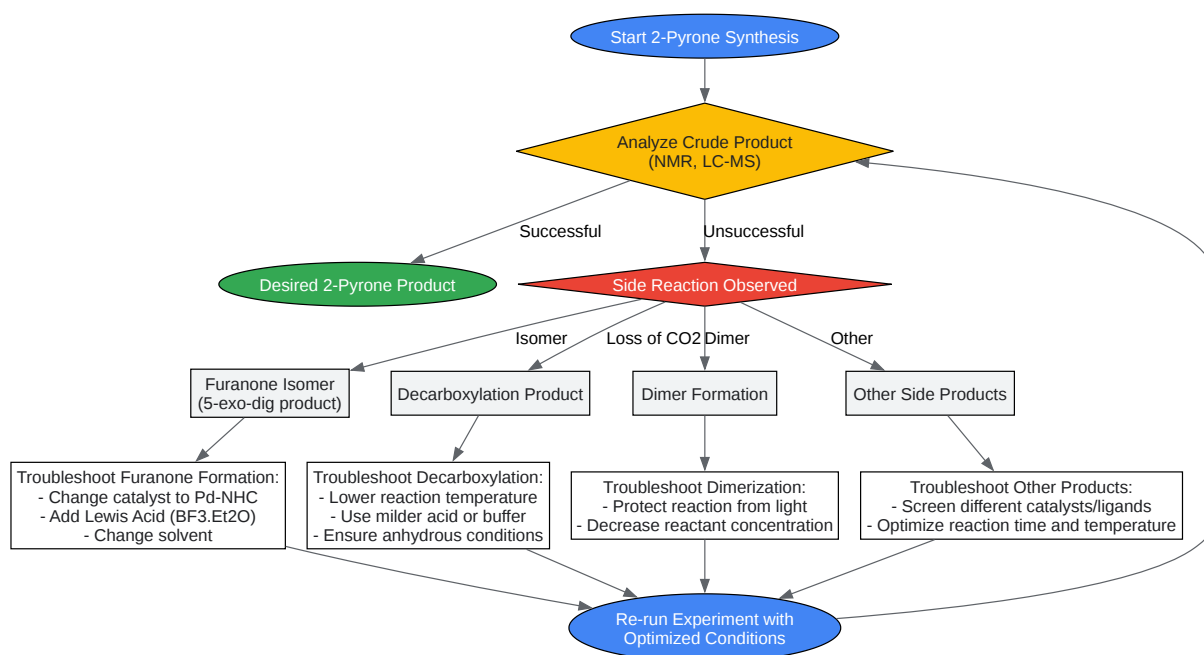 Start 2-Pyrone Synthesis
Analyze Crude Product
(NMR, LC-MS)
Successful
Unsuccessful
Desired 2-Pyrone Product
Side Reaction Observed
Isomer
Loss of CO2
Dimer
Other
Furanone Isomer
(5-exo-dig product)
Decarboxylation Product
Dimer Formation
Other Side Products
Troubleshoot Furanone Formation:
- Change catalyst to Pd-NHC
- Add Lewis Acid (BF3.Et2O)
- Change solvent
Troubleshoot Decarboxylation:
- Lower reaction temperature
- Use milder acid or buffer
- Ensure anhydrous conditions
Troubleshoot Dimerization:
- Protect reaction from light
- Decrease reactant concentration
Troubleshoot Other Products:
- Screen different catalysts/ligands
- Optimize reaction time and temperature
Re-run Experiment with
Optimized Conditions